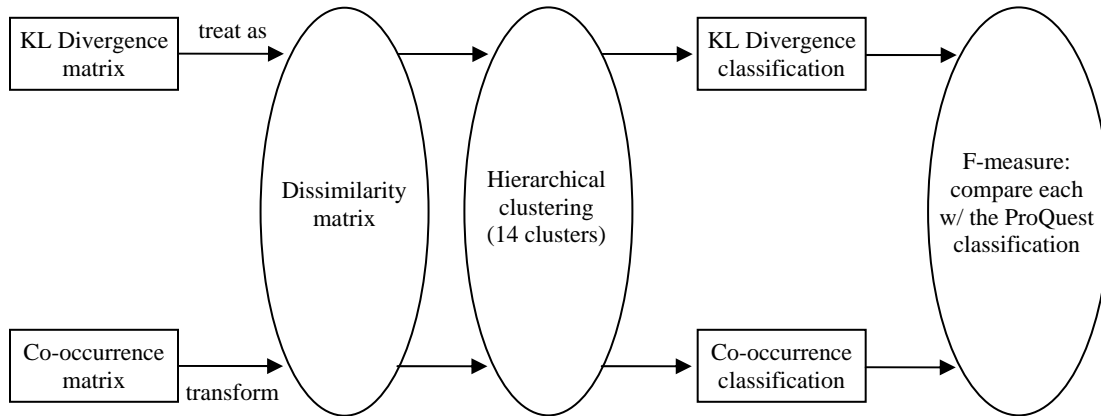 KL Divergence
matrix
treat as
Dissimilarity
matrix
Hierarchical
clustering
(14 clusters)
KL Divergence
classification
F-measure:
compare each
w/ the ProQuest
classification
Co-occurrence
matrix
transform
Co-occurrence
classification